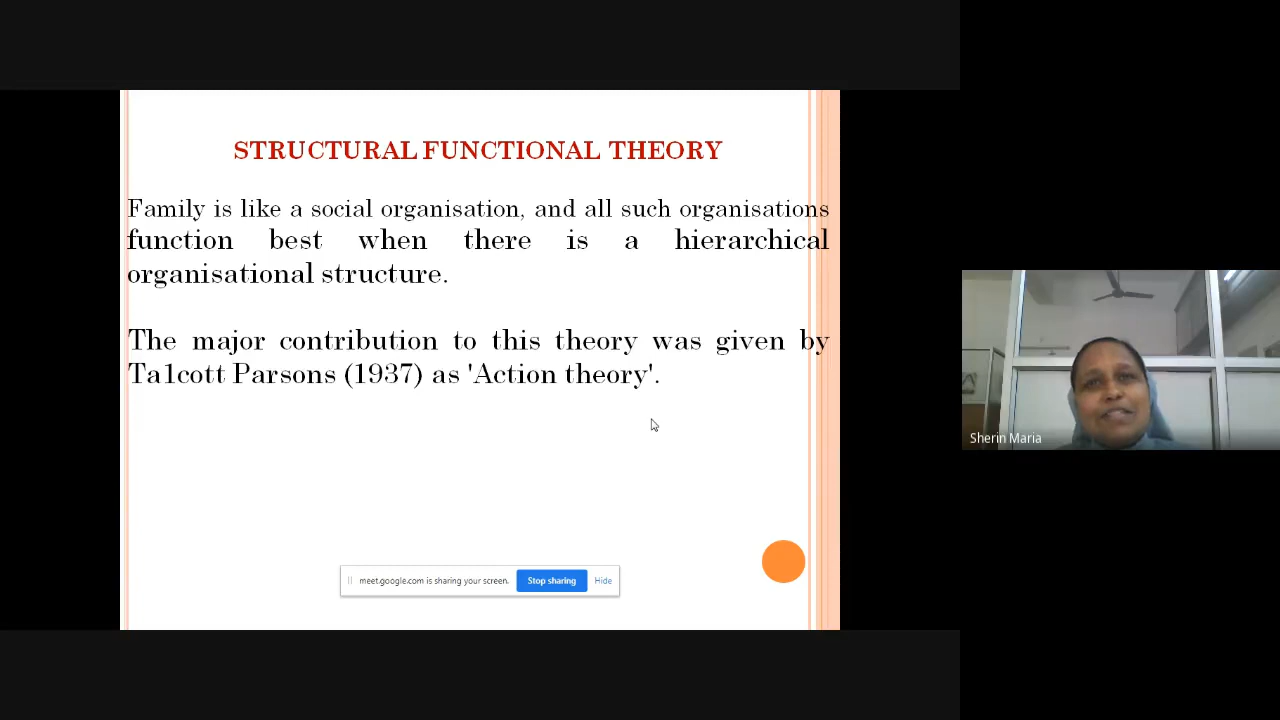 STRUCTURAL FUNCTIONAL THEORY
Family is like a social organisation, and all such organisations
function best when there is a hierarchical
organisational structure.
The major contribution to this theory was given by
Ta1cott Parsons (1937) as 'Action theory'.
meet.google.com is sharing your screen. Stop sharing Hide
Sherin Maria